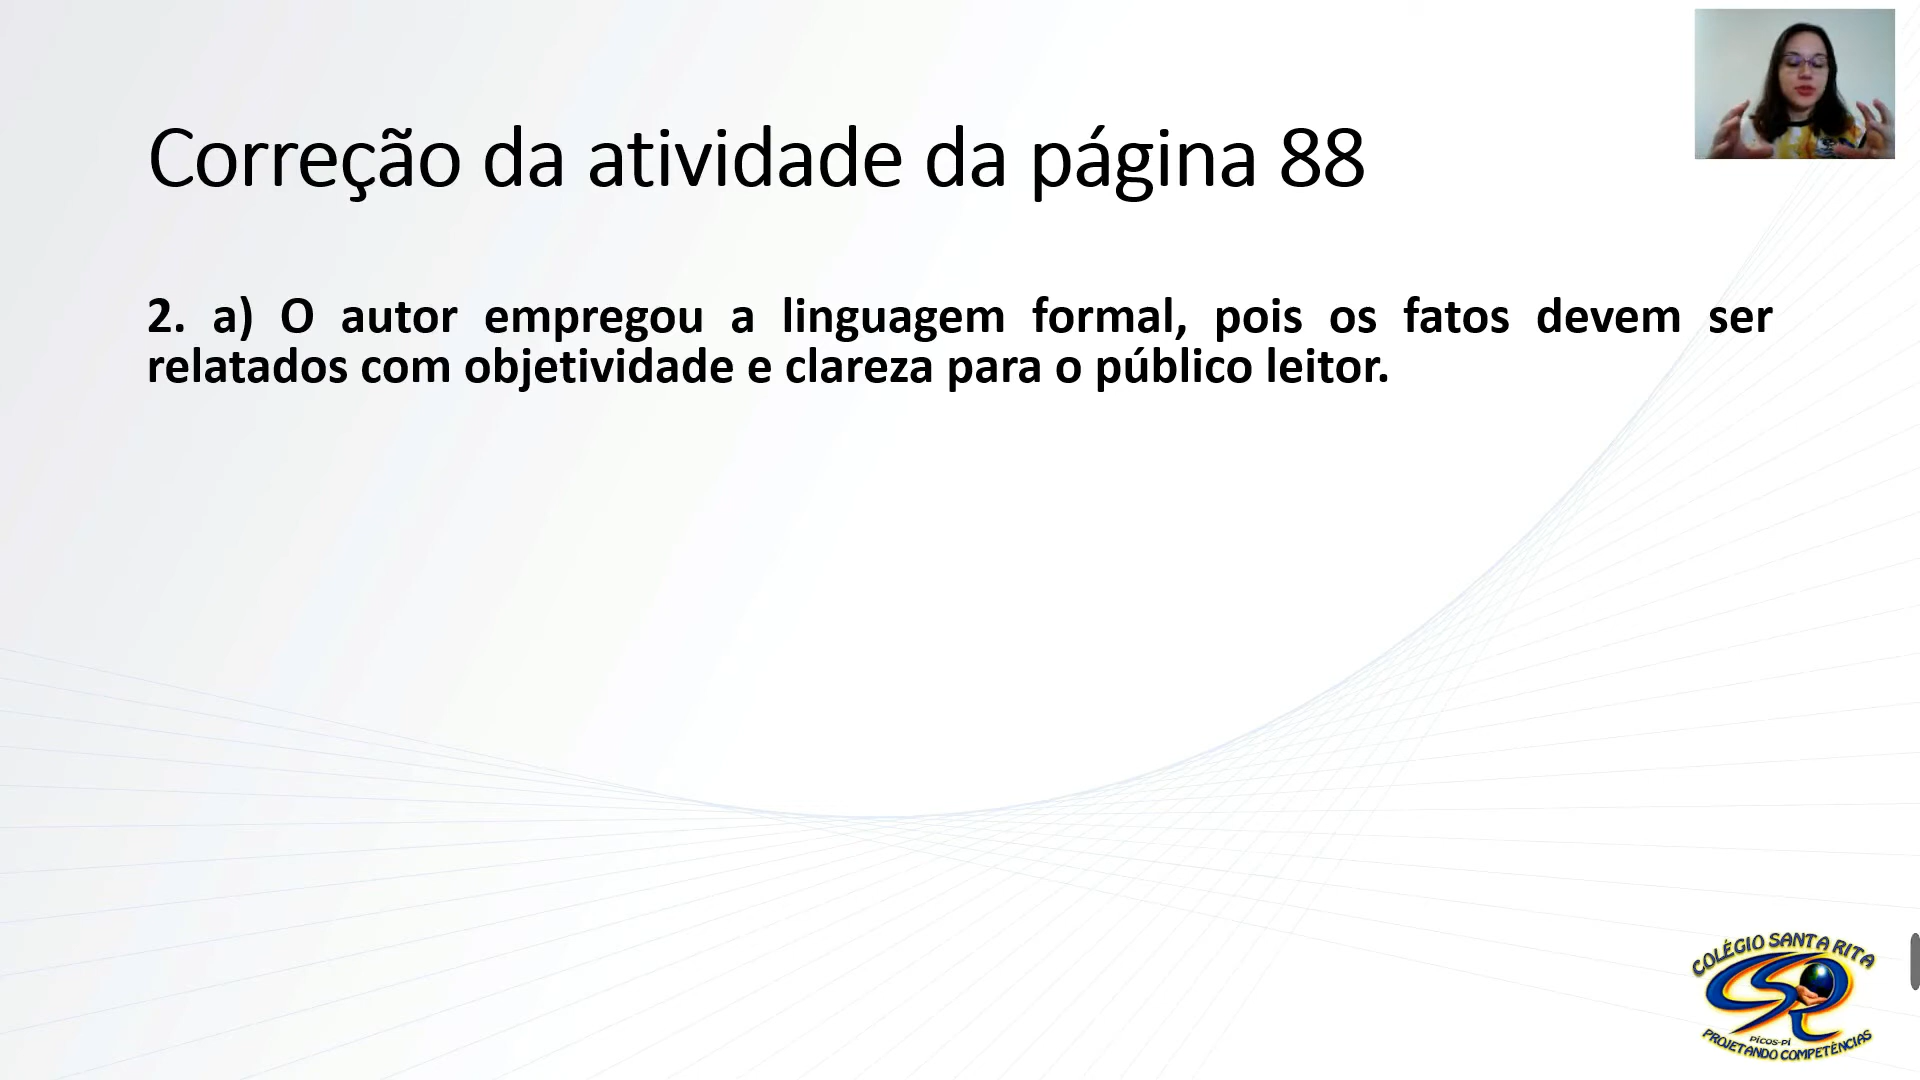 Correção da atividade da página 88
2. a) O autor empregou a linguagem formal, pois os fatos devem ser
relatados com objetividade e clareza para o público leitor.
COLÉGIO SANTA RITA
PICOS-PI
PROJETANDO COMPETÊNCIAS